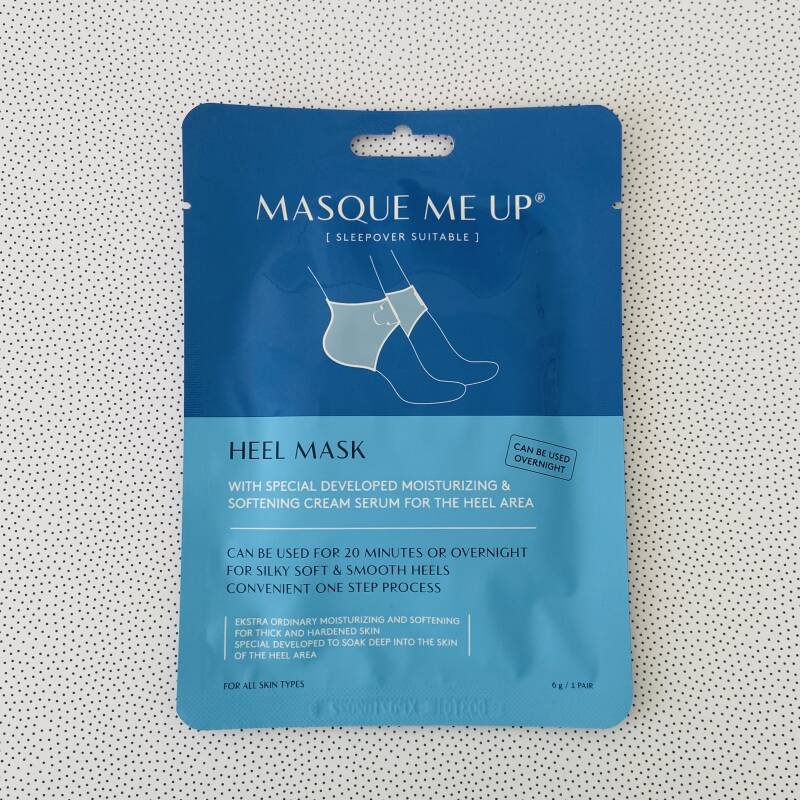 MASQUE ME UP®
[ SLEEPOVER SUITABLE ]
HEEL MASK
CAN BE USED
OVERNIGHT
WITH SPECIAL DEVELOPED MOISTURIZING &
SOFTENING CREAM SERUM FOR THE HEEL AREA
CAN BE USED FOR 20 MINUTES OR OVERNIGHT
FOR SILKY SOFT & SMOOTH HEELS
CONVENIENT ONE STEP PROCESS
EKSTRA ORDINARY MOISTURIZING AND SOFTENING
FOR THICK AND HARDENED SKIN
SPECIAL DEVELOPED TO SOAK DEEP INTO THE SKIN
OF THE HEEL AREA
FOR ALL SKIN TYPES
6 g / 1 PAIR